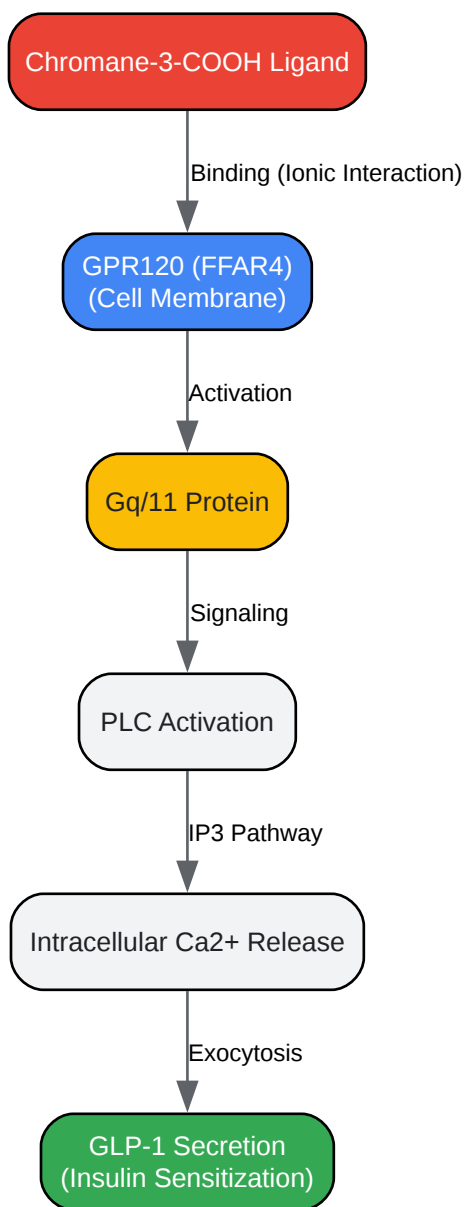 Chromane-3-COOH Ligand
Binding (Ionic Interaction)
GPR120 (FFAR4)
(Cell Membrane)
Activation
Gq/11 Protein
Signaling
PLC Activation
IP3 Pathway
Intracellular Ca2+ Release
Exocytosis
GLP-1 Secretion
(Insulin Sensitization)